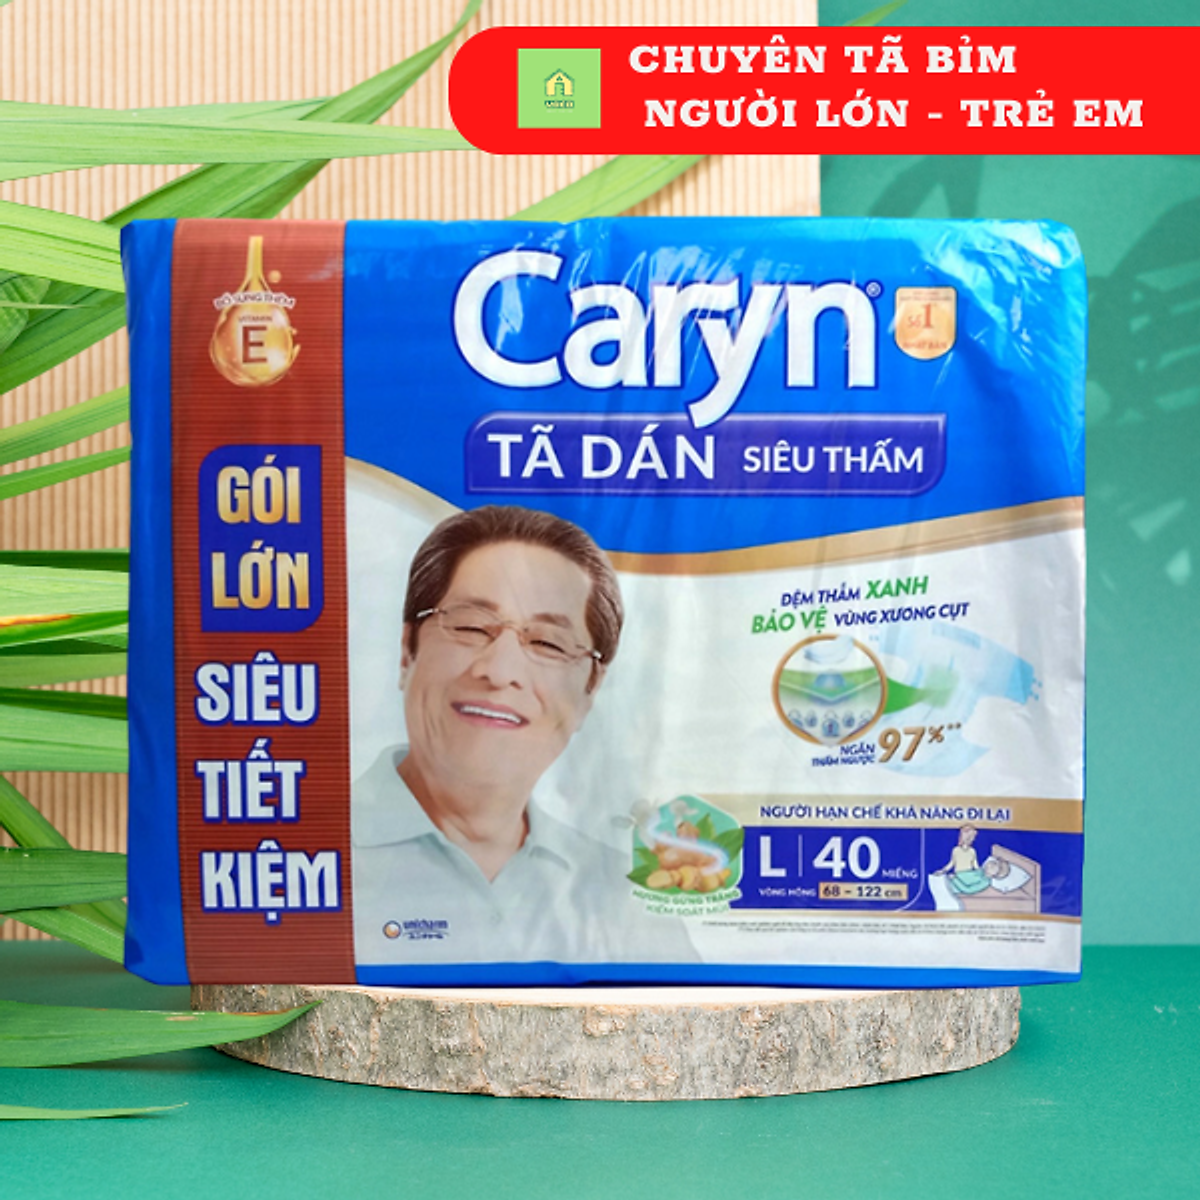 CHUYÊN TÃ BỈM
NGƯỜI LỚN - TRẺ EM
BỔ SUNG THÊM
VITAMIN
E
GÓI
LỚN
SIÊU
TIẾT
KIỆM
Caryn®
Số 1
NHẬT BẢN
TÃ DÁN SIÊU THẤM
ĐỆM THẤM XANH
BẢO VỆ VÙNG XƯƠNG CỤT
NGĂN
THẤM NGƯỢC 97%**
NGƯỜI HẠN CHẾ KHẢ NĂNG ĐI LẠI
L 40 MIẾNG
VÒNG HÔNG 68 - 122 cm
HƯƠNG GỪNG TRẮNG
KIỂM SOÁT MÙI
unicharm